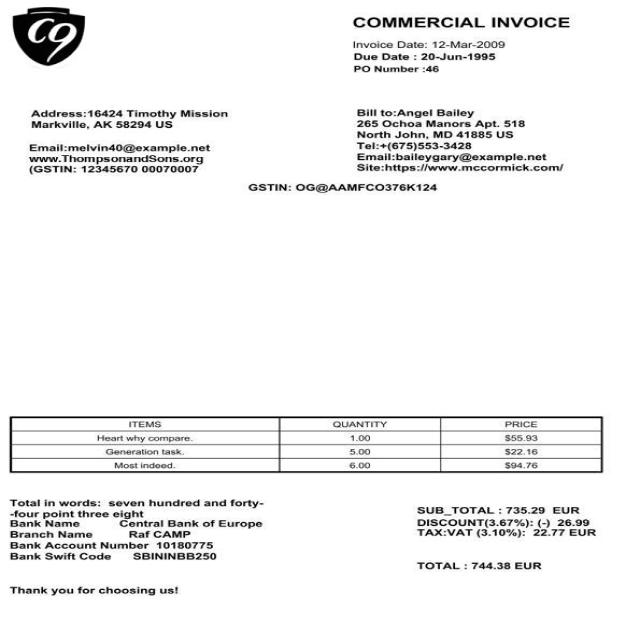 C9
COMMERCIAL INVOICE
Invoice Date: 12-Mar-2009
Due Date : 20-Jun-1995
PO Number :46
Address:16424 Timothy Mission
Markville, AK 58294 US
Email:melvin40@example.net
www.ThompsonandSons.org
(GSTIN: 12345670 00070007
Bill to:Angel Bailey
265 Ochoa Manors Apt. 518
North John, MD 41885 US
Tel:+(675)553-3428
Email:baileygary@example.net
Site:https://www.mccormick.com/
GSTIN: OG@AAMFCO376K124
ITEMS QUANTITY PRICE
Heart why compare. 1.00 $55.93
Generation task. 5.00 $22.16
Most indeed. 6.00 $94.76
Total in words: seven hundred and forty-
-four point three eight
Bank Name Central Bank of Europe
Branch Name Raf CAMP
Bank Account Number 10180775
Bank Swift Code SBININBB250
SUB_TOTAL : 735.29 EUR
DISCOUNT(3.67%): (-) 26.99
TAX:VAT (3.10%): 22.77 EUR
TOTAL : 744.38 EUR
Thank you for choosing us!